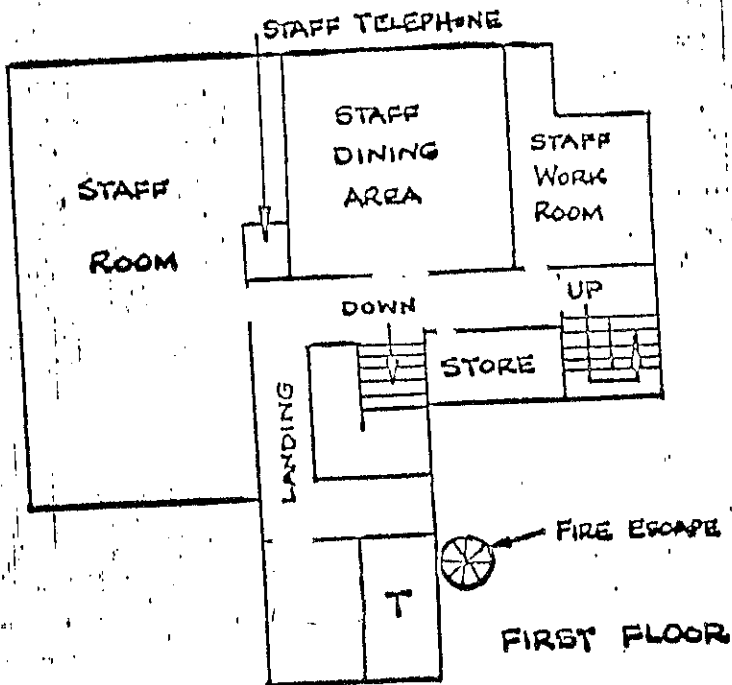 STAFF TELEPHONE
STAFF
DINING
AREA
STAFF
WORK
ROOM
STAFF
ROOM
DOWN
UP
STORE
LANDING
FIRE ESCAPE
T
FIRST FLOOR